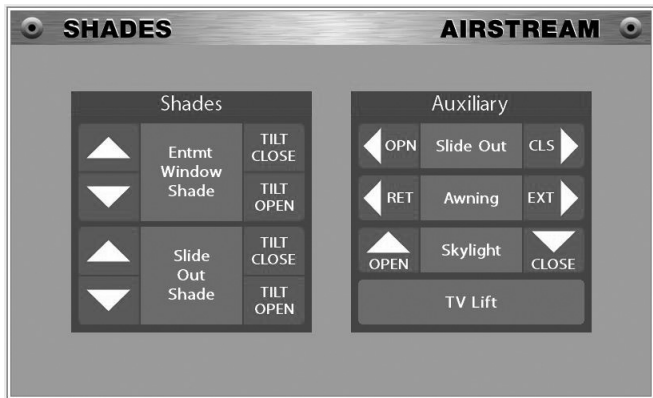 SHADES AIRSTREAM
Shades
Entmt
Window
Shade
TILT
CLOSE
TILT
OPEN
Slide
Out
Shade
TILT
CLOSE
TILT
OPEN
Auxiliary
OPN Slide Out CLS
RET Awning EXT
OPEN Skylight CLOSE
TV Lift